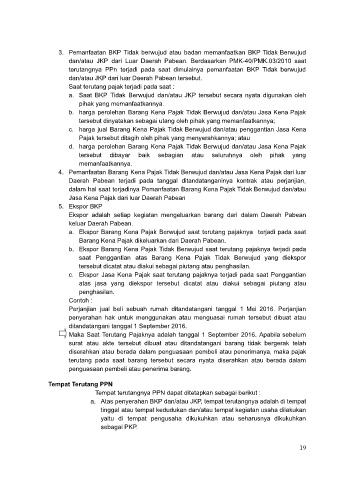 3. Pemanfaatan BKP Tidak berwujud atau badan memanfaatkan BKP Tidak Berwujud
dan/atau JKP dari Luar Daerah Pabean. Berdasarkan PMK-40/PMK.03/2010 saat
terutangnya PPn terjadi pada saat dimulainya pemanfaatan BKP Tidak berwujud
dan/atau JKP dari luar Daerah Pabean tersebut.
Saat terutang pajak terjadi pada saat :
a. Saat BKP Tidak Berwujud dan/atau JKP tersebut secara nyata digunakan oleh
pihak yang memanfaatkannya.
b. harga perolehan Barang Kena Pajak Tidak Berwujud dan/atau Jasa Kena Pajak
tersebut dinyatakan sebagai utang oleh pihak yang memanfaatkannya;
c. harga jual Barang Kena Pajak Tidak Berwujud dan/atau penggantian Jasa Kena
Pajak tersebut ditagih oleh pihak yang menyerahkannya; atau
d. harga perolehan Barang Kena Pajak Tidak Berwujud dan/atau Jasa Kena Pajak
tersebut dibayar baik sebagian atau seluruhnya oleh pihak yang
memanfaatkannya.
4. Pemanfaatan Barang Kena Pajak Tidak Berwujud dan/atau Jasa Kena Pajak dari luar
Daerah Pabean terjadi pada tanggal ditandatanganinya kontrak atau perjanjian,
dalam hal saat terjadinya Pemanfaatan Barang Kena Pajak Tidak Berwujud dan/atau
Jasa Kena Pajak dari luar Daerah Pabean
5. Ekspor BKP
Ekspor adalah setiap kegiatan mengeluarkan barang dari dalam Daerah Pabean
keluar Daerah Pabean.
a. Ekspor Barang Kena Pajak Berwujud saat terutang pajaknya terjadi pada saat
Barang Kena Pajak dikeluarkan dari Daerah Pabean.
b. Ekspor Barang Kena Pajak Tidak Berwujud saat terutang pajaknya terjadi pada
saat Penggantian atas Barang Kena Pajak Tidak Berwujud yang diekspor
tersebut dicatat atau diakui sebagai piutang atau penghasilan.
c. Ekspor Jasa Kena Pajak saat terutang pajaknya terjadi pada saat Penggantian
atas jasa yang diekspor tersebut dicatat atau diakui sebagai piutang atau
penghasilan.
Contoh :
Perjanjian jual beli sebuah rumah ditandatangani tanggal 1 Mei 2016. Perjanjian
penyerahan hak untuk menggunakan atau menguasai rumah tersebut dibuat atau
ditandatangani tanggal 1 September 2016.
Maka Saat Terutang Pajaknya adalah tanggal 1 September 2016. Apabila sebelum
surat atau akte tersebut dibuat atau ditandatangani barang tidak bergerak telah
diserahkan atau berada dalam penguasaan pembeli atau penerimanya, maka pajak
terutang pada saat barang tersebut secara nyata diserahkan atau berada dalam
penguasaan pembeli atau penerima barang.
Tempat Terutang PPN
Tempat terutangnya PPN dapat ditetapkan sebagai berikut :
a. Atas penyerahan BKP dan/atau JKP, tempat terutangnya adalah di tempat
tinggal atau tempat kedudukan dan/atau tempat kegiatan usaha dilakukan
yaitu di tempat pengusaha dikukuhkan atau seharusnya dikukuhkan
sebagai PKP.
19